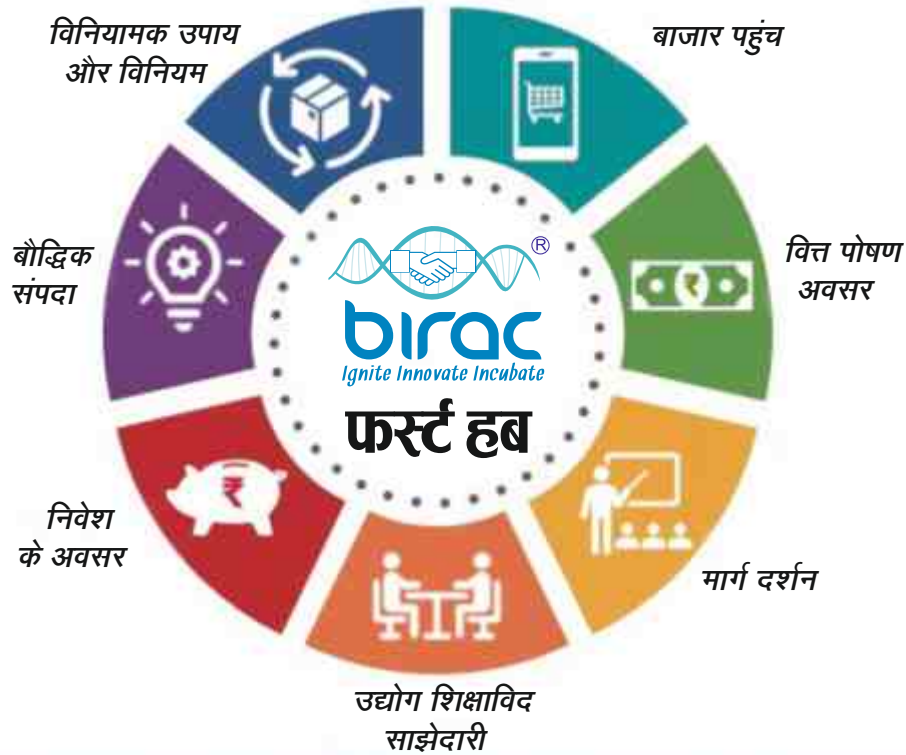 विनियामक उपाय
और विनियम
बाजार पहुंच
बौद्धिक
संपदा
वित्त पोषण
अवसर
®
birac
Ignite Innovate Incubate
फर्स्ट हब
₹
₹
निवेश
के अवसर
मार्ग दर्शन
उद्योग शिक्षाविद
साझेदारी